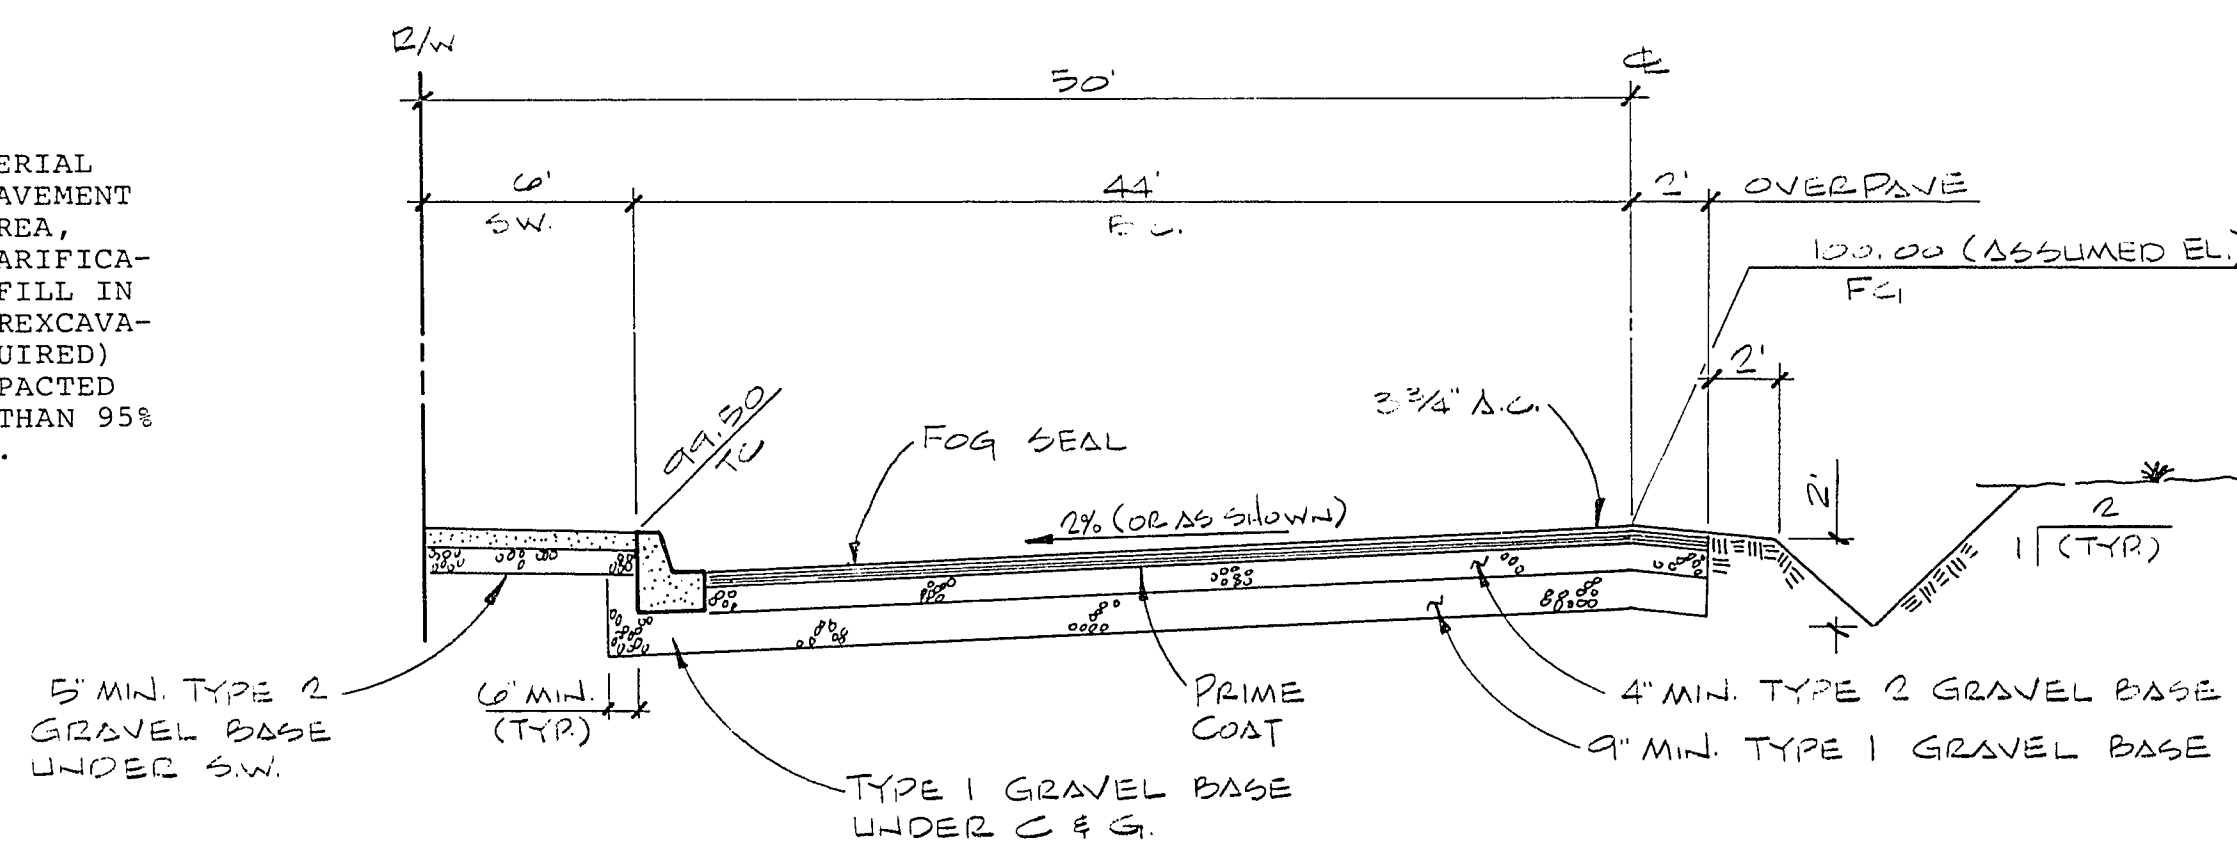 R/W
℄
50'
ERIAL
AVEMENT
REA,
ARIFICA-
FILL IN
REXCAVA-
UIRED)
PACTED
THAN 95%
.
6'
S.W.
44'
B.C.
2' OVERPAVE
100.00 (ASSUMED EL.)
FG
2'
3 3/4" A.C.
99.50
TC
FOG SEAL
2% (OR AS SHOWN)
2'
2
1 (TYP.)
5" MIN. TYPE 2
GRAVEL BASE
UNDER S.W.
6" MIN.
(TYP.)
PRIME
COAT
4" MIN. TYPE 2 GRAVEL BASE
9" MIN. TYPE 1 GRAVEL BASE
TYPE 1 GRAVEL BASE
UNDER C & G.